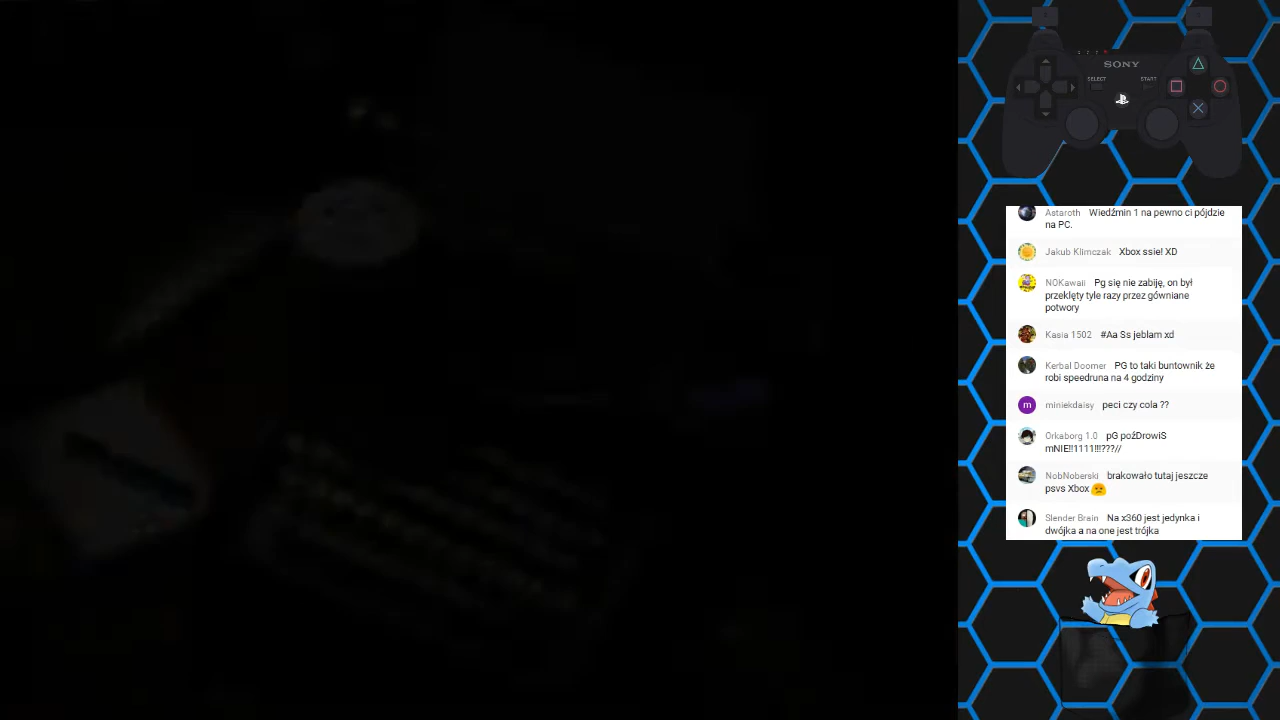 SONY
SELECT
START
Astaroth Wiedźmin 1 na pewno ci pójdzie
na PC.
Jakub Klimczak Xbox ssie! XD
NOKawaii Pg się nie zabiję, on był
przeklęty tyle razy przez gówniane
potwory
Kasia 1502 #Aa Ss jebłam xd
Kerbal Doomer PG to taki buntownik że
robi speedruna na 4 godziny
m miniekdaisy peci czy cola ??
Orkaborg 1.0 pG poźDrowiS
mNIE!!1111!!!???//
NobNoberski brakowało tutaj jeszcze
psvs Xbox
Slender Brain Na x360 jest jedynka i
dwójka a na one jest trójka